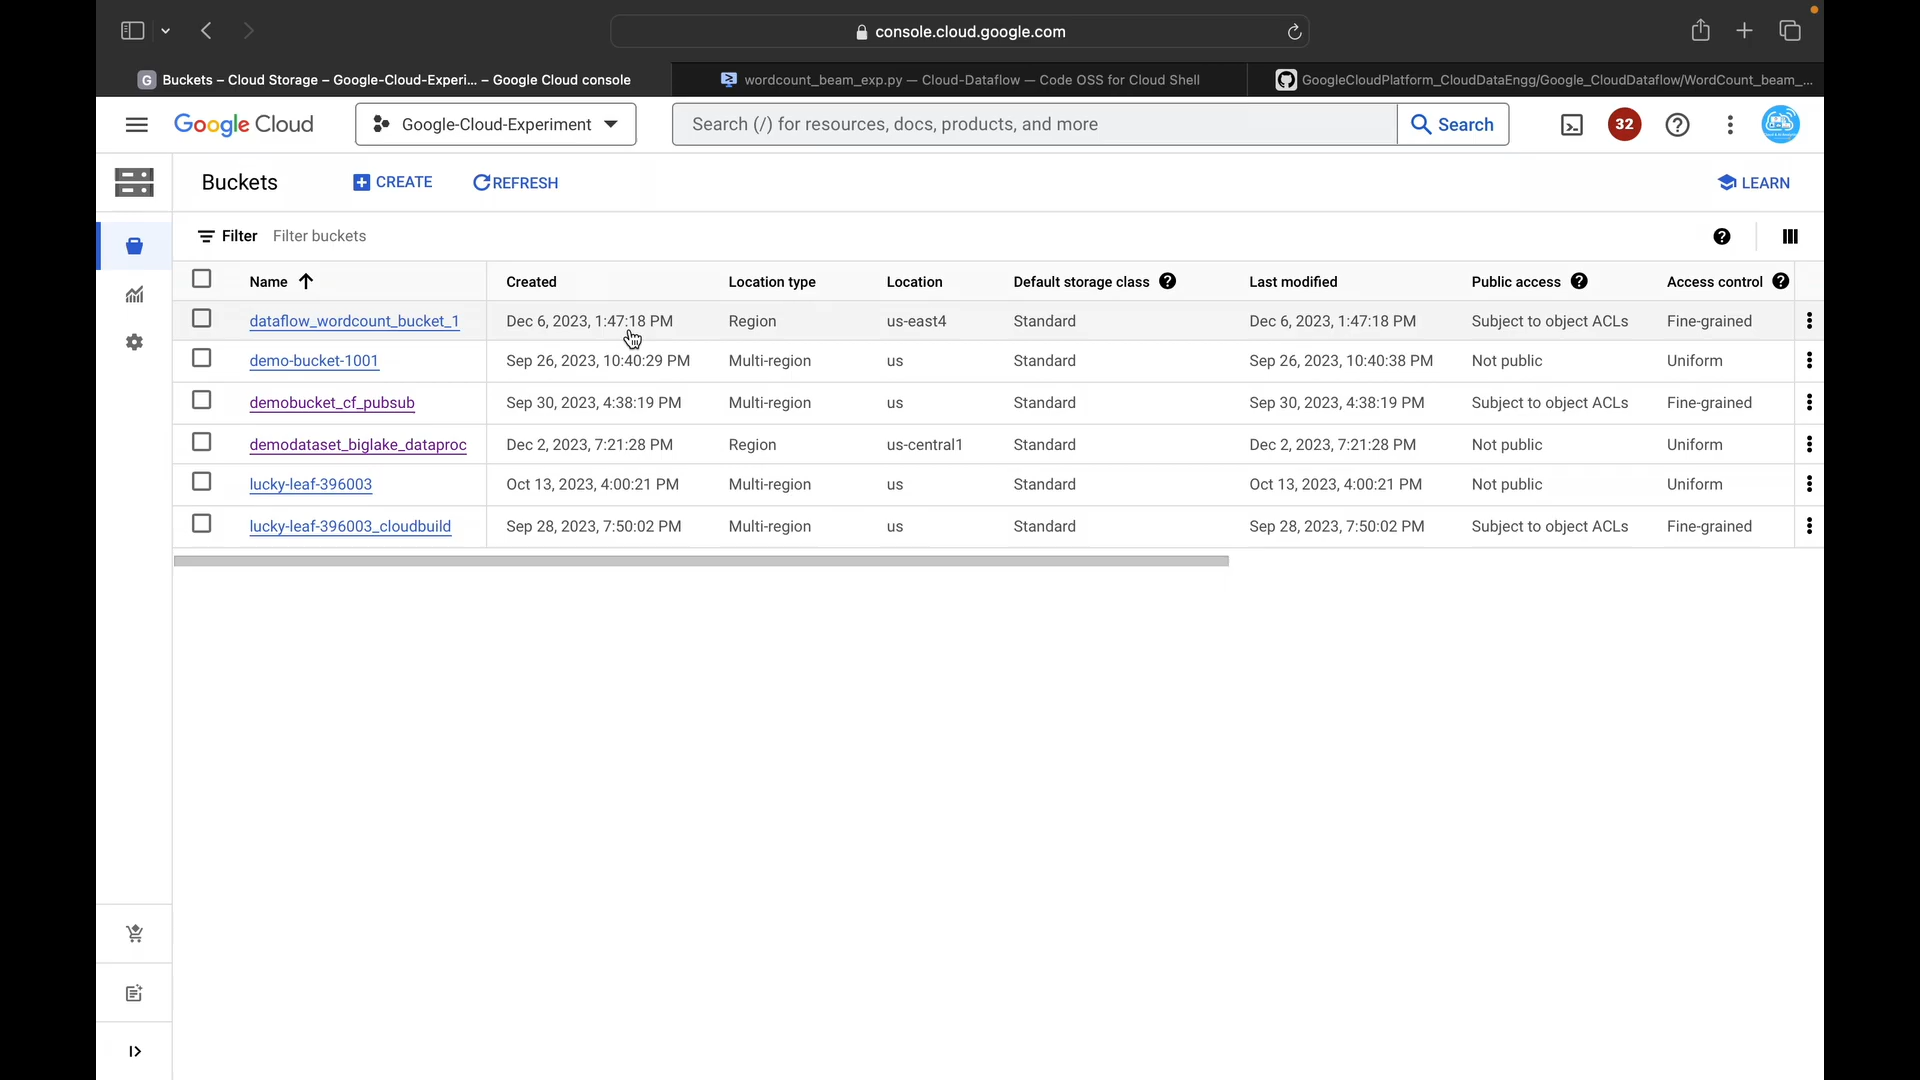 console.cloud.google.com
G Buckets – Cloud Storage – Google-Cloud-Experi... – Google Cloud console
wordcount_beam_exp.py — Cloud-Dataflow — Code OSS for Cloud Shell
GoogleCloudPlatform_CloudDataEngg/Google_CloudDataflow/WordCount_beam_...
Google Cloud
Google-Cloud-Experiment
Search (/) for resources, docs, products, and more
Search
32
Buckets
CREATE
REFRESH
LEARN
Filter Filter buckets
Name Created Location type Location Default storage class Last modified Public access Access control
dataflow_wordcount_bucket_1 Dec 6, 2023, 1:47:18 PM Region us-east4 Standard Dec 6, 2023, 1:47:18 PM Subject to object ACLs Fine-grained
demo-bucket-1001 Sep 26, 2023, 10:40:29 PM Multi-region us Standard Sep 26, 2023, 10:40:38 PM Not public Uniform
demobucket_cf_pubsub Sep 30, 2023, 4:38:19 PM Multi-region us Standard Sep 30, 2023, 4:38:19 PM Subject to object ACLs Fine-grained
demodataset_biglake_dataproc Dec 2, 2023, 7:21:28 PM Region us-central1 Standard Dec 2, 2023, 7:21:28 PM Not public Uniform
lucky-leaf-396003 Oct 13, 2023, 4:00:21 PM Multi-region us Standard Oct 13, 2023, 4:00:21 PM Not public Uniform
lucky-leaf-396003_cloudbuild Sep 28, 2023, 7:50:02 PM Multi-region us Standard Sep 28, 2023, 7:50:02 PM Subject to object ACLs Fine-grained